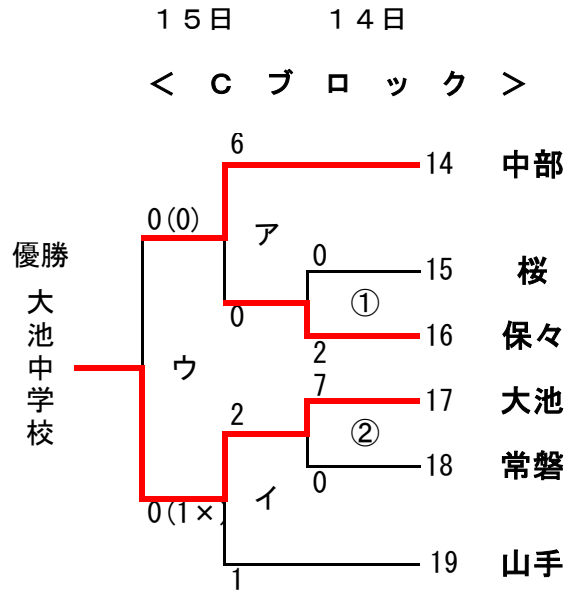 １５日 １４日
＜ Ｃ ブ ロ ッ ク ＞
6
14 中部
0(0)
ア
0
15 桜
優勝
①
大池中学校
0
16 保々
2
ウ
7
17 大池
2
②
18 常磐
0
イ
0(1×)
19 山手
1